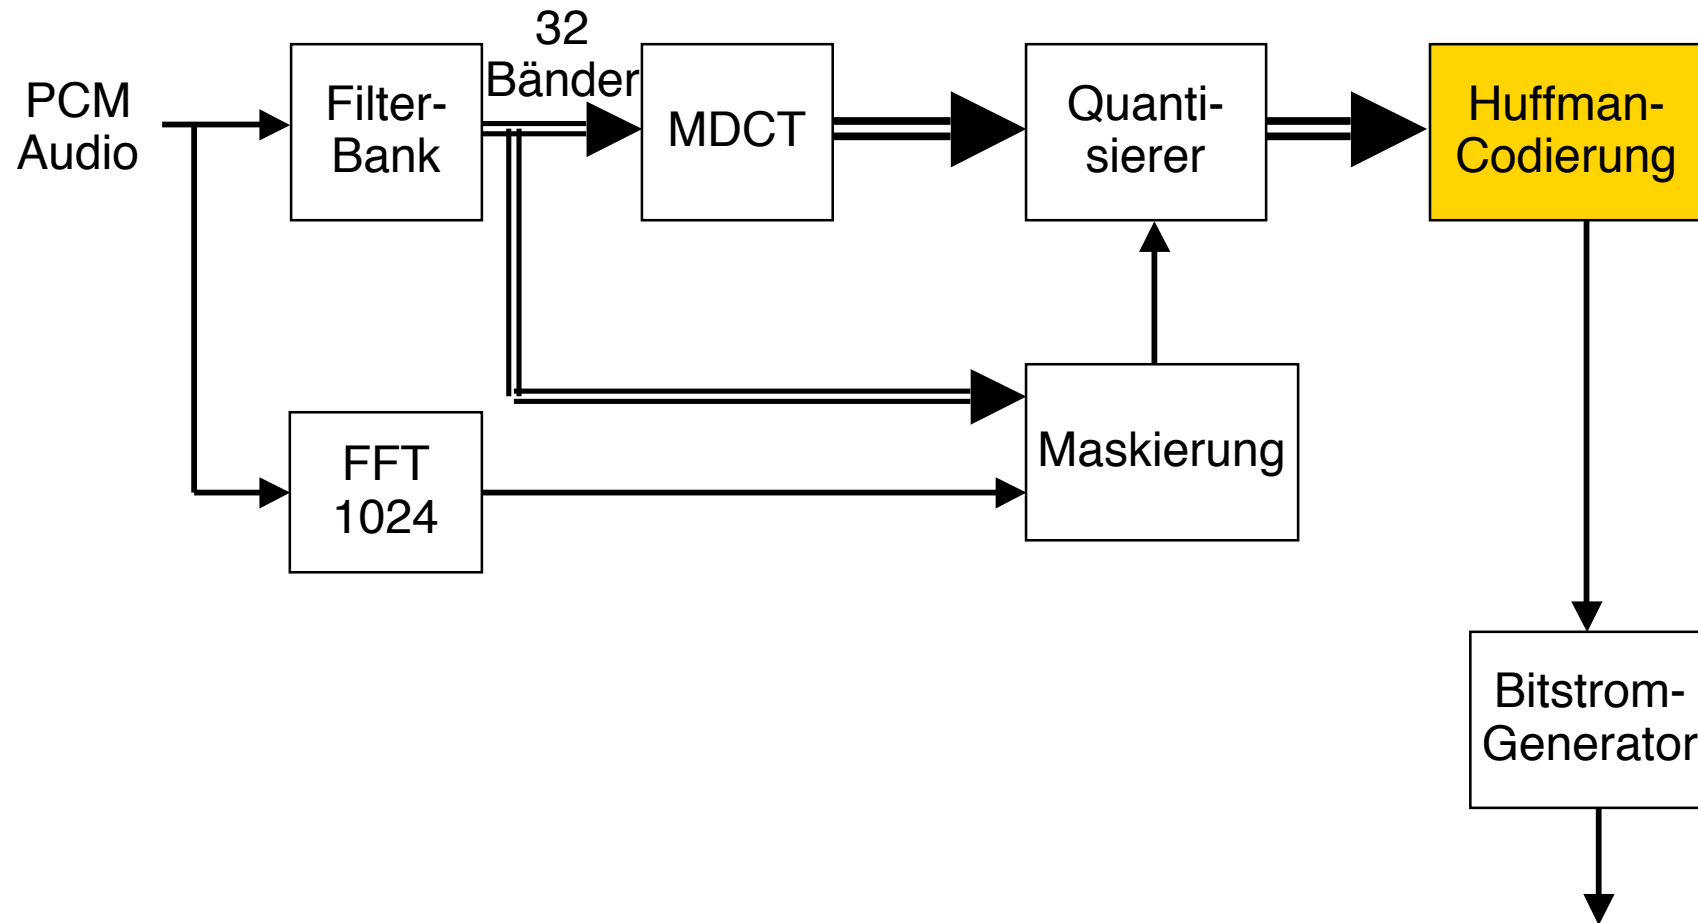 PCM
Audio
Filter-
Bank
32
Bänder
MDCT
Quanti-
sierer
Huffman-
Codierung
FFT
1024
Maskierung
Bitstrom-
Generator